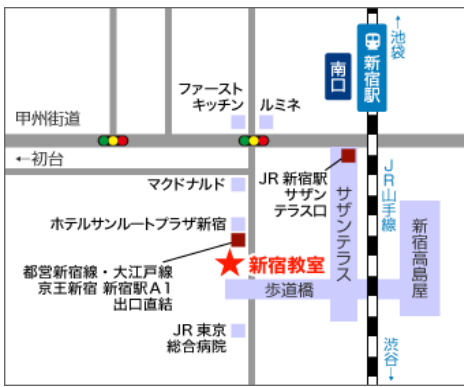 ←池袋
新宿駅
南口
ファースト
キッチン
ルミネ
甲州街道
←初台
マクドナルド
JR 新宿駅
サザン
テラス口
JR山手線
サザンテラス
新宿高島屋
ホテルサンルートプラザ新宿
都営新宿線・大江戸線
京王新宿 新宿駅A1
出口直結
新宿教室
歩道橋
JR 東京
総合病院
渋谷→